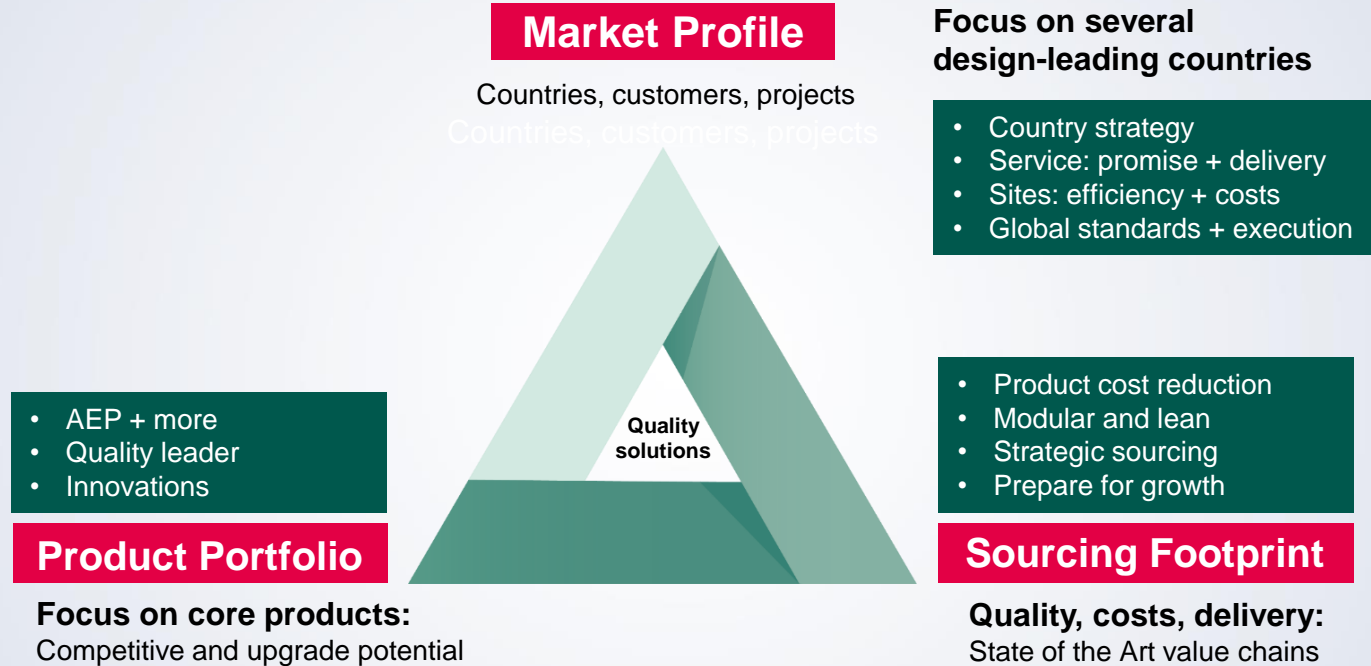 Market Profile
Countries, customers, projects
Countries, customers, projects
Focus on several
design-leading countries
• Country strategy
• Service: promise + delivery
• Sites: efficiency + costs
• Global standards + execution
Quality
solutions
• AEP + more
• Quality leader
• Innovations
Product Portfolio
Focus on core products:
Competitive and upgrade potential
• Product cost reduction
• Modular and lean
• Strategic sourcing
• Prepare for growth
Sourcing Footprint
Quality, costs, delivery:
State of the Art value chains